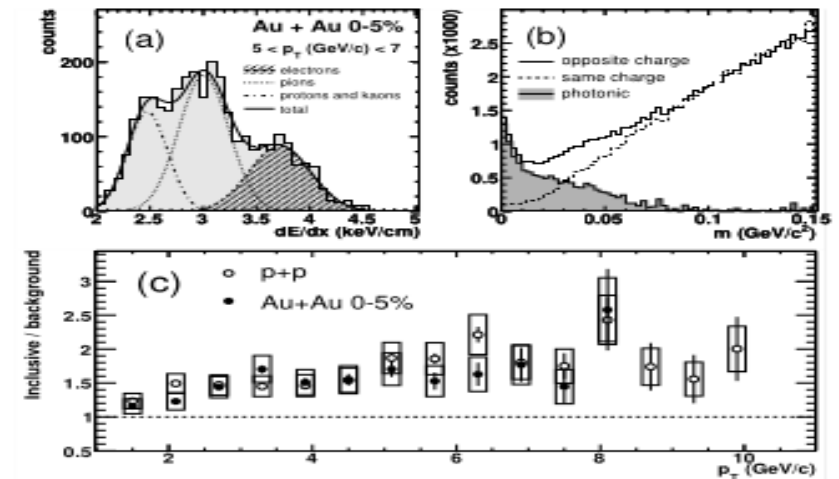 (a)
Au + Au 0-5%
5 < p_T (GeV/c) < 7
electrons
pions
protons and kaons
total
counts
200
100
0
2 2.5 3 3.5 4 4.5 5
dE/dx (keV/cm)
(b)
opposite charge
same charge
photonic
counts (x1000)
2.5
2
1.5
1
0.5
0
0 0.05 0.1 0.15
m (GeV/c²)
(c)
p+p
Au+Au 0-5%
Inclusive / background
3
2.5
2
1.5
1
0.5
2 4 6 8 10
p_T (GeV/c)